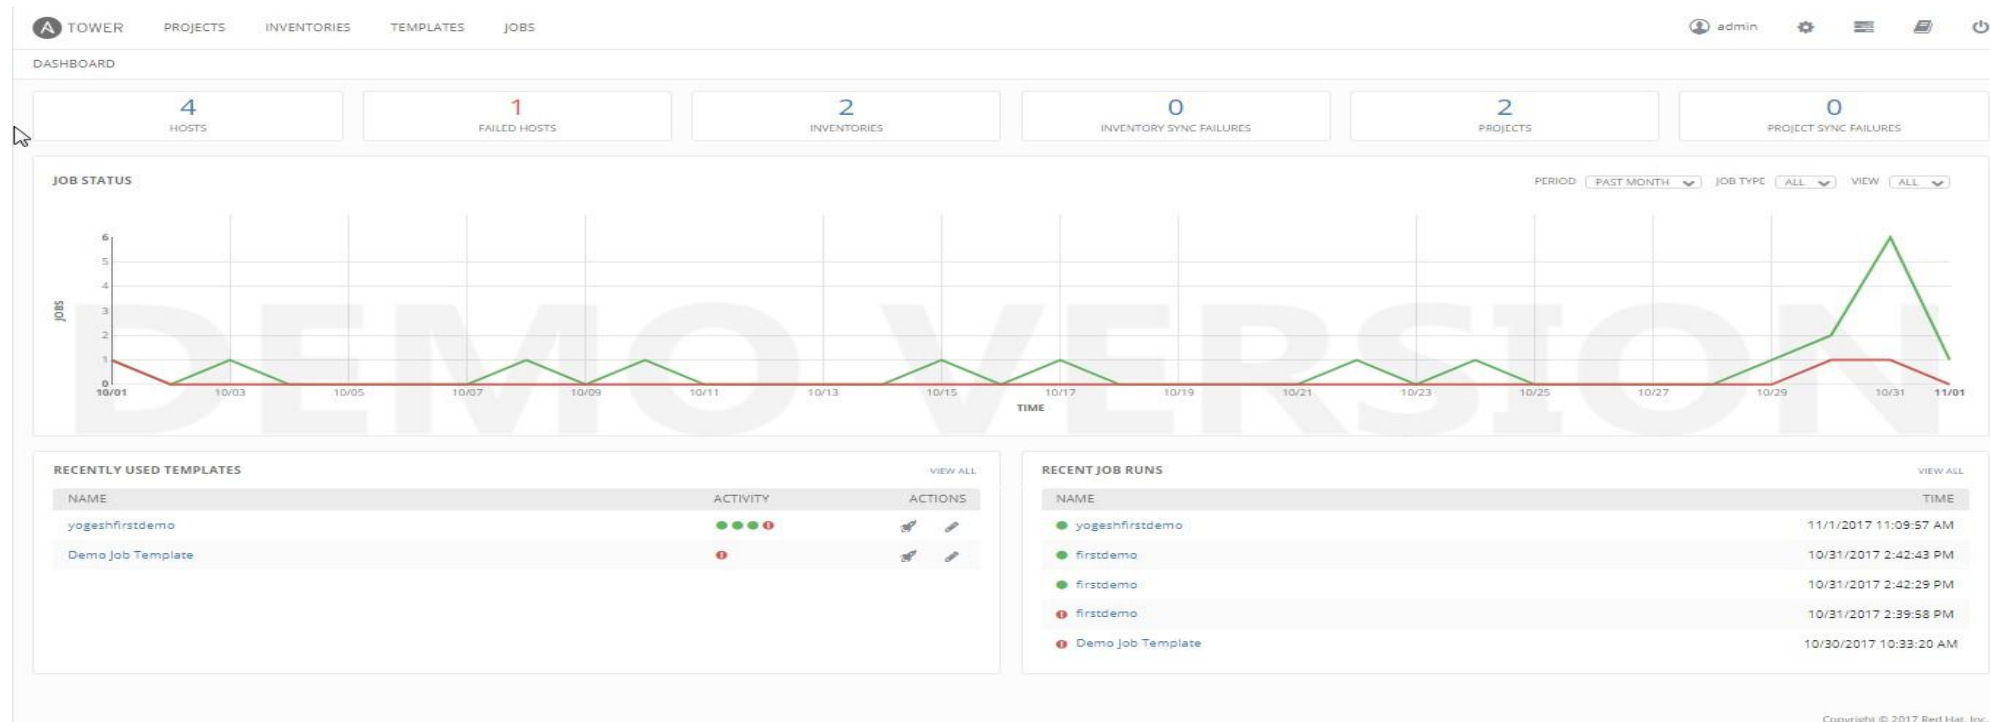 A TOWER PROJECTS INVENTORIES TEMPLATES JOBS admin
DASHBOARD
4 1 2 0 2 0
HOSTS FAILED HOSTS INVENTORIES INVENTORY SYNC FAILURES PROJECTS PROJECT SYNC FAILURES
JOB STATUS PERIOD PAST MONTH JOB TYPE ALL VIEW ALL
6
5
4
3
2
1
0
JOBS
DEMO VERSION
10/01 10/03 10/05 10/07 10/09 10/11 10/13 10/15 10/17 10/19 10/21 10/23 10/25 10/27 10/29 10/31 11/01
TIME
RECENTLY USED TEMPLATES VIEW ALL
NAME ACTIVITY ACTIONS
yogeshfirstdemo
Demo Job Template
RECENT JOB RUNS VIEW ALL
NAME TIME
yogeshfirstdemo 11/1/2017 11:09:57 AM
firstdemo 10/31/2017 2:42:43 PM
firstdemo 10/31/2017 2:42:29 PM
firstdemo 10/31/2017 2:39:58 PM
Demo Job Template 10/30/2017 10:33:20 AM
Copyright © 2017 Red Hat, Inc.